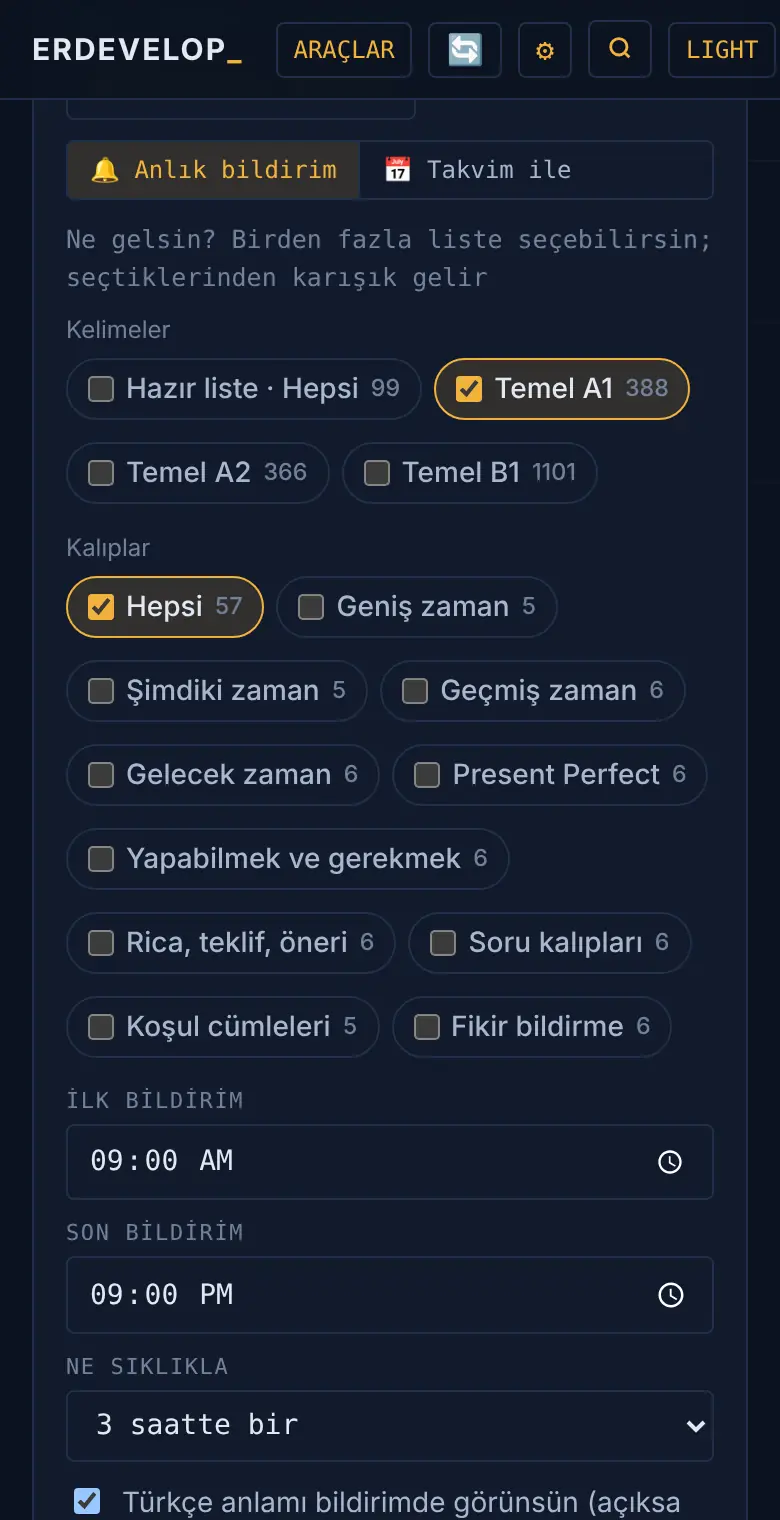 ERDEVELOP_ ARAÇLAR LIGHT
Anlık bildirim Takvim ile
Ne gelsin? Birden fazla liste seçebilirsin;
seçtiklerinden karışık gelir
Kelimeler
Hazır liste · Hepsi 99 Temel A1 388
Temel A2 366 Temel B1 1101
Kalıplar
Hepsi 57 Geniş zaman 5
Şimdiki zaman 5 Geçmiş zaman 6
Gelecek zaman 6 Present Perfect 6
Yapabilmek ve gerekmek 6
Rica, teklif, öneri 6 Soru kalıpları 6
Koşul cümleleri 5 Fikir bildirme 6
İLK BİLDİRİM
09:00 AM
SON BİLDİRİM
09:00 PM
NE SIKLIKLA
3 saatte bir
Türkçe anlamı bildirimde görünsün (açıksa